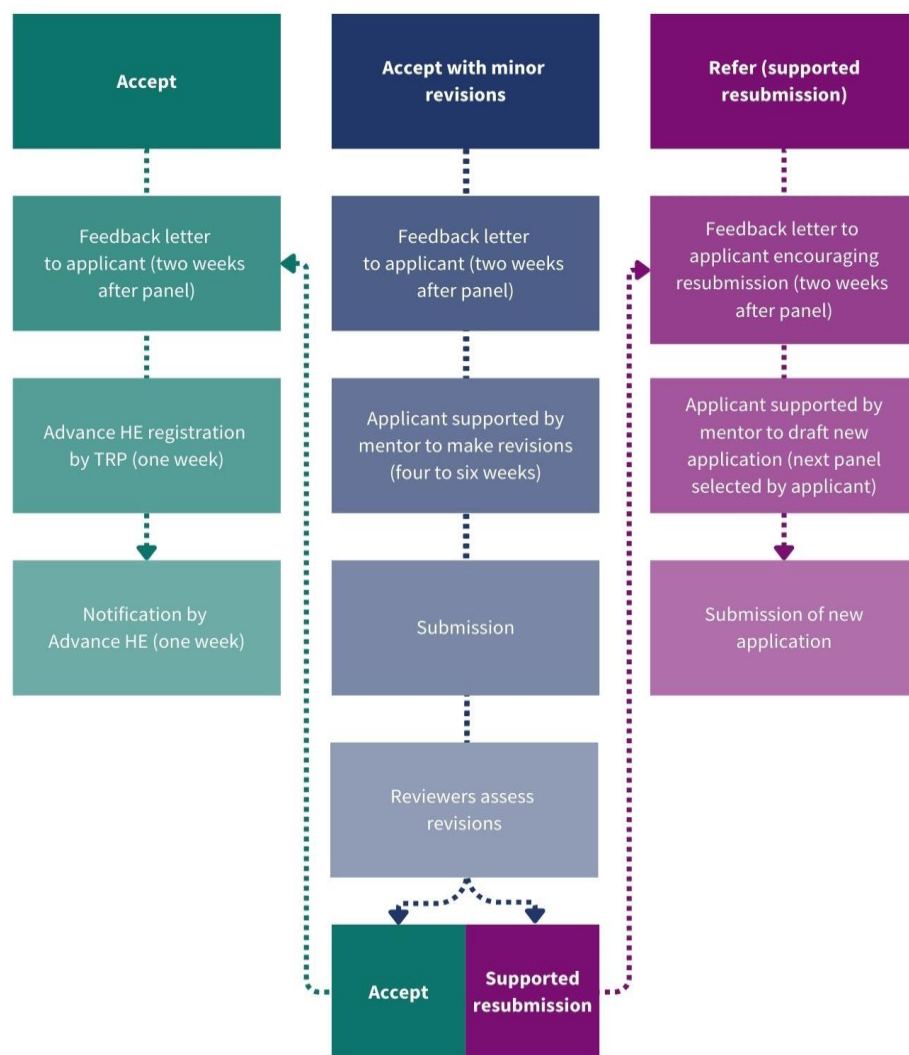 Accept
Feedback letter
to applicant (two weeks
after panel)
Advance HE registration
by TRP (one week)
Notification by
Advance HE (one week)
Accept with minor
revisions
Feedback letter
to applicant (two weeks
after panel)
Applicant supported by
mentor to make revisions
(four to six weeks)
Submission
Reviewers assess
revisions
Accept
Supported
resubmission
Refer (supported
resubmission)
Feedback letter to
applicant encouraging
resubmission (two weeks
after panel)
Applicant supported by
mentor to draft new
application (next panel
selected by applicant)
Submission of new
application